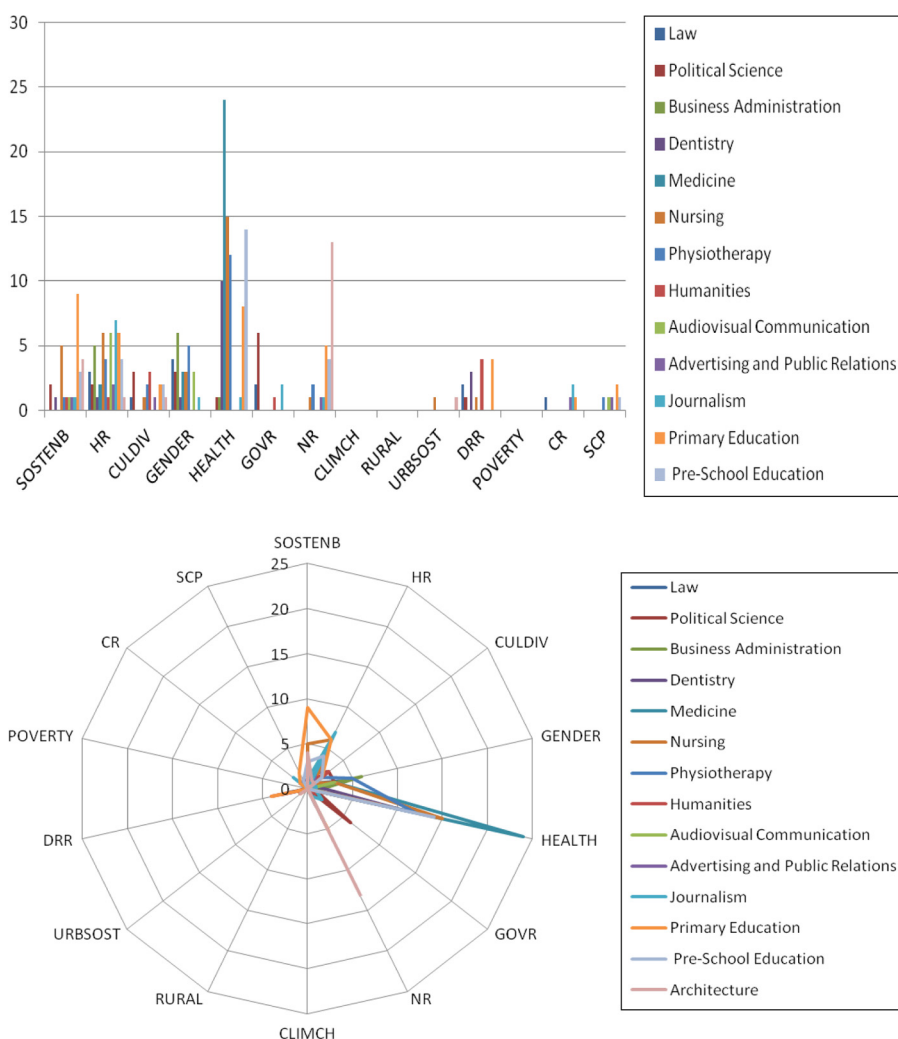 30
25
20
15
10
5
0
SOSTENB
HR
CULDIV
GENDER
HEALTH
GOVR
NR
CLIMCH
RURAL
URBSOST
DRR
POVERTY
CR
SCP
Law
Political Science
Business Administration
Dentistry
Medicine
Nursing
Physiotherapy
Humanities
Audiovisual Communication
Advertising and Public Relations
Journalism
Primary Education
Pre-School Education
SOSTENB
HR
CULDIV
GENDER
HEALTH
GOVR
NR
CLIMCH
RURAL
URBSOST
DRR
POVERTY
CR
SCP
25
20
15
10
5
0
Law
Political Science
Business Administration
Dentistry
Medicine
Nursing
Physiotherapy
Humanities
Audiovisual Communication
Advertising and Public Relations
Journalism
Primary Education
Pre-School Education
Architecture